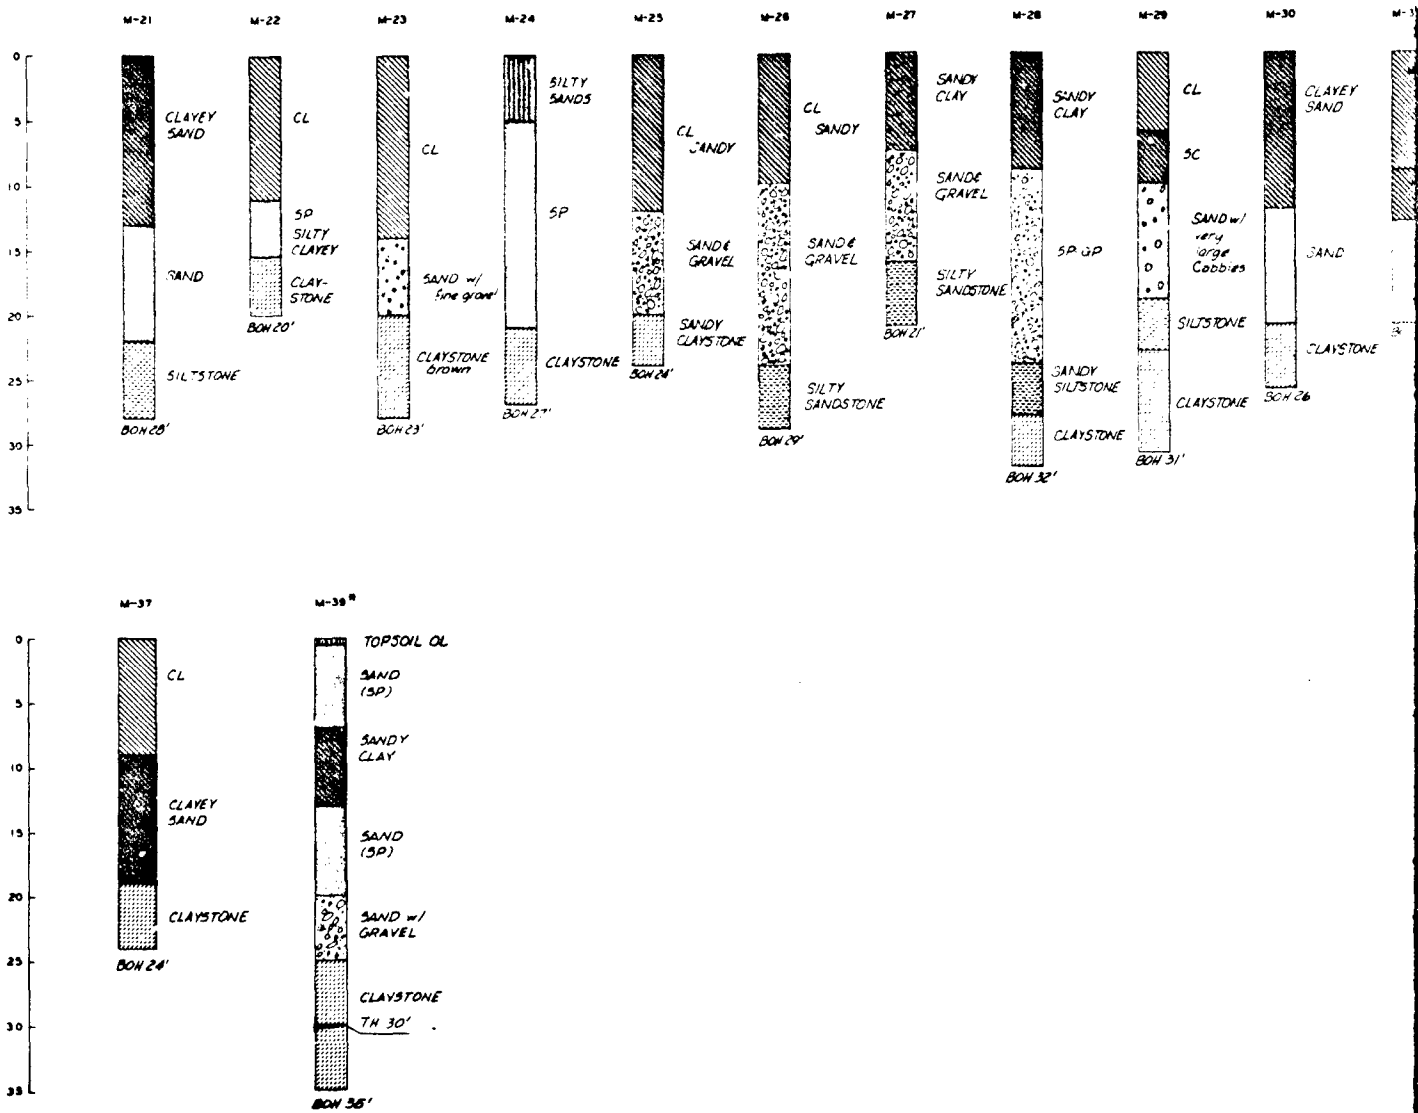 M-21 M-22 M-23 M-24 M-25 M-26 M-27 M-28 M-29 M-30
0
5
10
15
20
25
30
35
CLAYEY
SAND
SAND
SILTSTONE
BOH 28'
CL
SP
SILTY
CLAYEY
CLAY-
STONE
BOH 20'
CL
SAND w/
fine gravel
CLAYSTONE
brown
BOH 23'
SILTY
SANDS
SP
CLAYSTONE
BOH 27'
CL
SANDY
SAND &
GRAVEL
SANDY
CLAYSTONE
BOH 24'
CL
SANDY
SAND &
GRAVEL
SILTY
SANDSTONE
BOH 29'
SANDY
CLAY
SAND &
GRAVEL
SILTY
SANDSTONE
BOH 21'
SANDY
CLAY
SP-GP
SANDY
SILTSTONE
CLAYSTONE
BOH 32'
CL
SC
SAND w/
very
large
Cobbles
SILTSTONE
CLAYSTONE
BOH 31'
CLAYEY
SAND
SAND
CLAYSTONE
BOH 26
M-37 M-39*
0
5
10
15
20
25
30
35
CL
CLAYEY
SAND
CLAYSTONE
BOH 24'
TOPSOIL OL
SAND
(SP)
SANDY
CLAY
SAND
(SP)
SAND w/
GRAVEL
CLAYSTONE
TH 30'
BOH